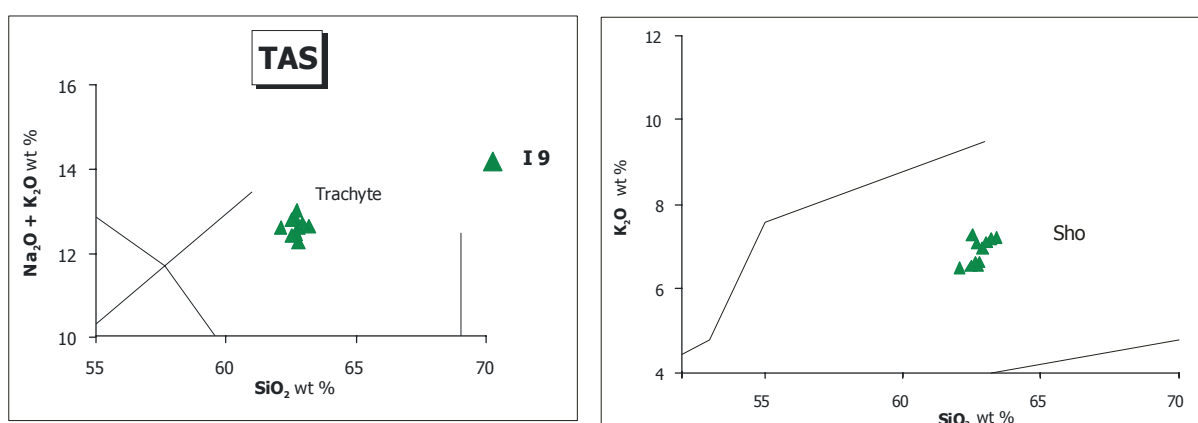 TAS
16
14
12
10
Na₂O + K₂O wt %
Trachyte
I 9
55
60
65
70
SiO₂ wt %
12
10
8
6
4
K₂O wt %
Sho
55
60
65
70
SiO₂ wt %